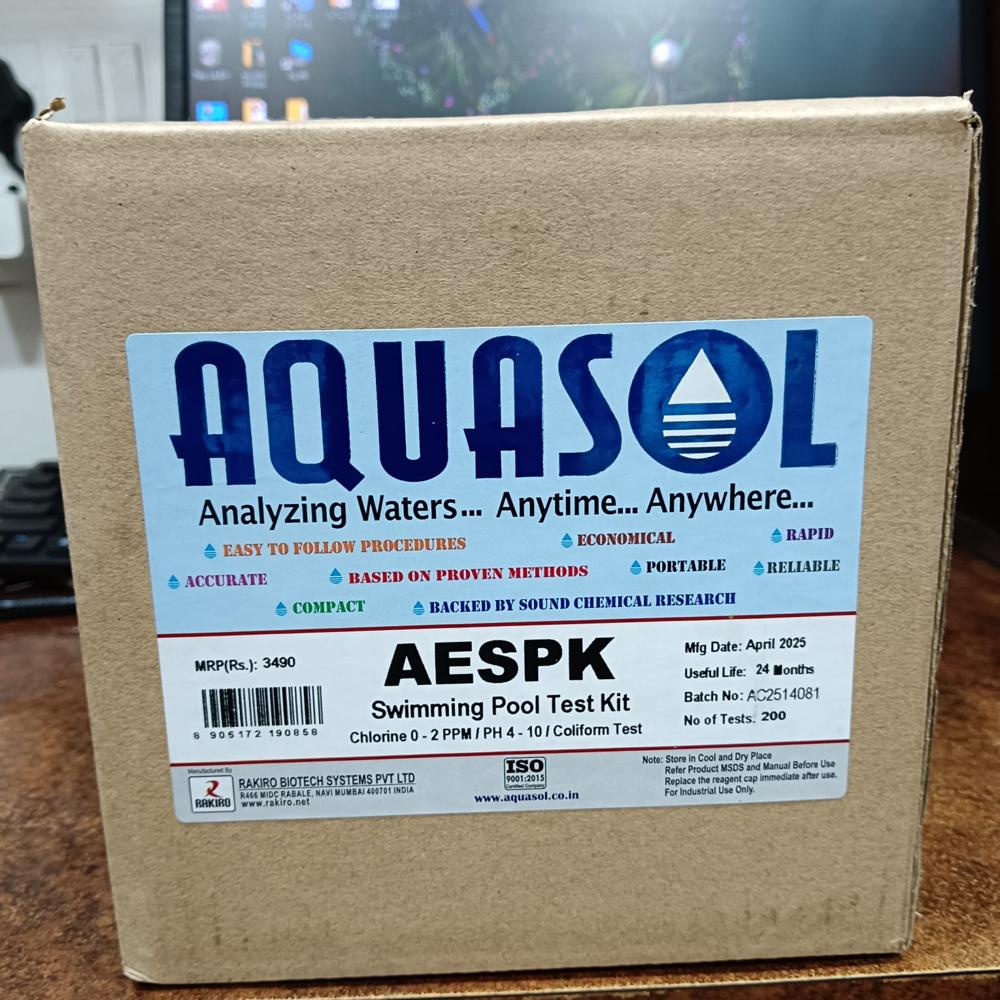 AQUASOL
Analyzing Waters... Anytime... Anywhere...
EASY TO FOLLOW PROCEDURES ECONOMICAL RAPID
ACCURATE BASED ON PROVEN METHODS PORTABLE RELIABLE
COMPACT BACKED BY SOUND CHEMICAL RESEARCH
MRP(Rs.): 3490
8 905172 190858
AESPK
Swimming Pool Test Kit
Chlorine 0 - 2 PPM / PH 4 - 10 / Coliform Test
Mfg Date: April 2025
Useful Life: 24 Months
Batch No: AC2514081
No of Tests. 200
Manufactured By
RAKIRO
RAKIRO BIOTECH SYSTEMS PVT LTD
R466 MIDC RABALE, NAVI MUMBAI 400701 INDIA
www.rakiro.net
ISO
9001:2015
Certified Company
www.aquasol.co.in
Note: Store in Cool and Dry Place
Refer Product MSDS and Manual Before Use
Replace the reagent cap immediate after use.
For Industrial Use Only.